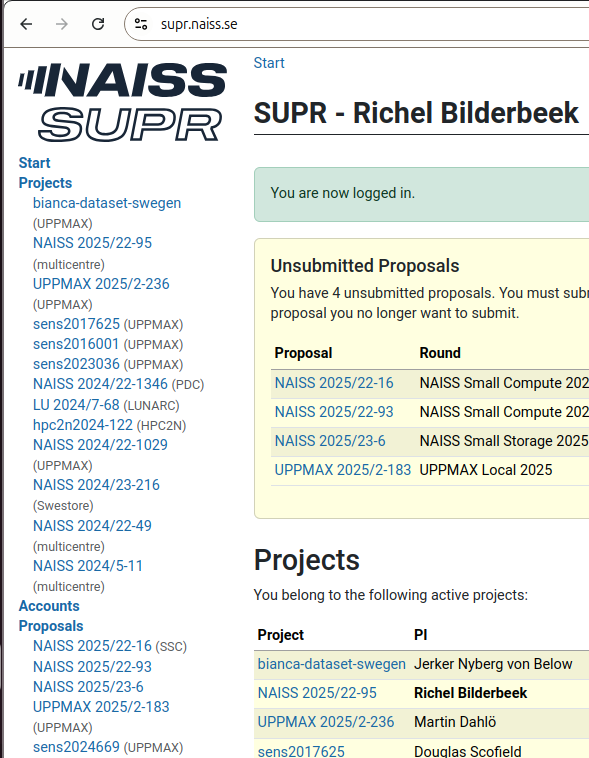 supr.naiss.se
NAISS
SUPR
Start
Projects
bianca-dataset-swegen
(UPPMAX)
NAISS 2025/22-95
(multicentre)
UPPMAX 2025/2-236
(UPPMAX)
sens2017625 (UPPMAX)
sens2016001 (UPPMAX)
sens2023036 (UPPMAX)
NAISS 2024/22-1346 (PDC)
LU 2024/7-68 (LUNARC)
hpc2n2024-122 (HPC2N)
NAISS 2024/22-1029
(UPPMAX)
NAISS 2024/23-216
(Swestore)
NAISS 2024/22-49
(multicentre)
NAISS 2024/5-11
(multicentre)
Accounts
Proposals
NAISS 2025/22-16 (SSC)
NAISS 2025/22-93
NAISS 2025/23-6
UPPMAX 2025/2-183
(UPPMAX)
sens2024669 (UPPMAX)
Start
SUPR - Richel Bilderbeek
You are now logged in.
Unsubmitted Proposals
You have 4 unsubmitted proposals. You must sub
proposal you no longer want to submit.
Proposal Round
NAISS 2025/22-16 NAISS Small Compute 202
NAISS 2025/22-93 NAISS Small Compute 202
NAISS 2025/23-6 NAISS Small Storage 2025
UPPMAX 2025/2-183 UPPMAX Local 2025
Projects
You belong to the following active projects:
Project PI
bianca-dataset-swegen Jerker Nyberg von Below
NAISS 2025/22-95 Richel Bilderbeek
UPPMAX 2025/2-236 Martin Dahlö
sens2017625 Douglas Scofield